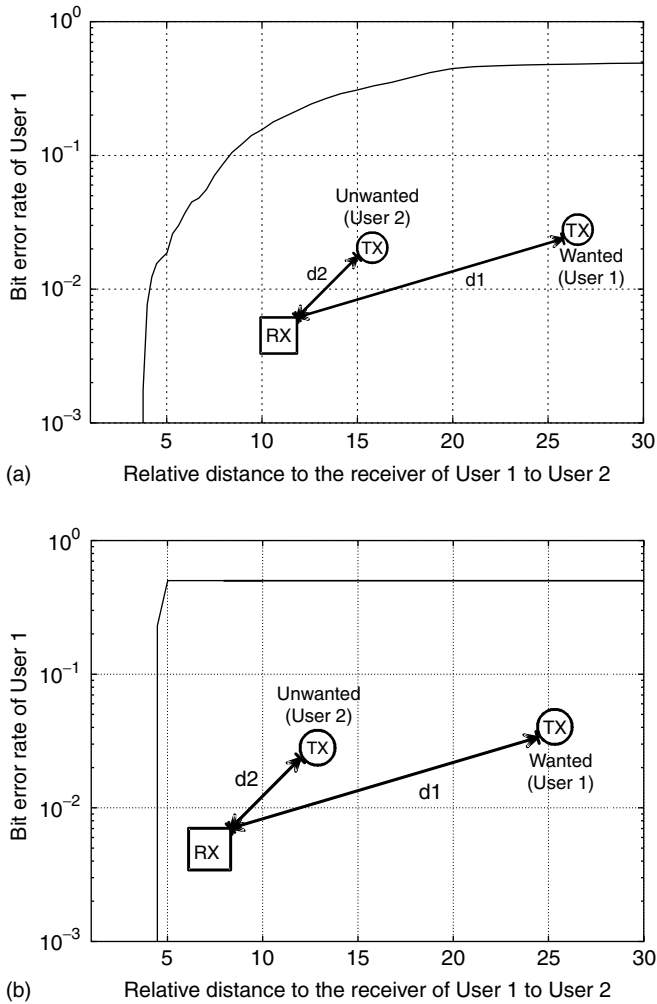 10^0
10^-1
10^-2
10^-3
Bit error rate of User 1
Unwanted
(User 2)
TX
TX
Wanted
(User 1)
d2
d1
RX
5 10 15 20 25 30
(a) Relative distance to the receiver of User 1 to User 2
10^0
10^-1
10^-2
10^-3
Bit error rate of User 1
Unwanted
(User 2)
TX
TX
Wanted
(User 1)
d2
d1
RX
5 10 15 20 25 30
(b) Relative distance to the receiver of User 1 to User 2